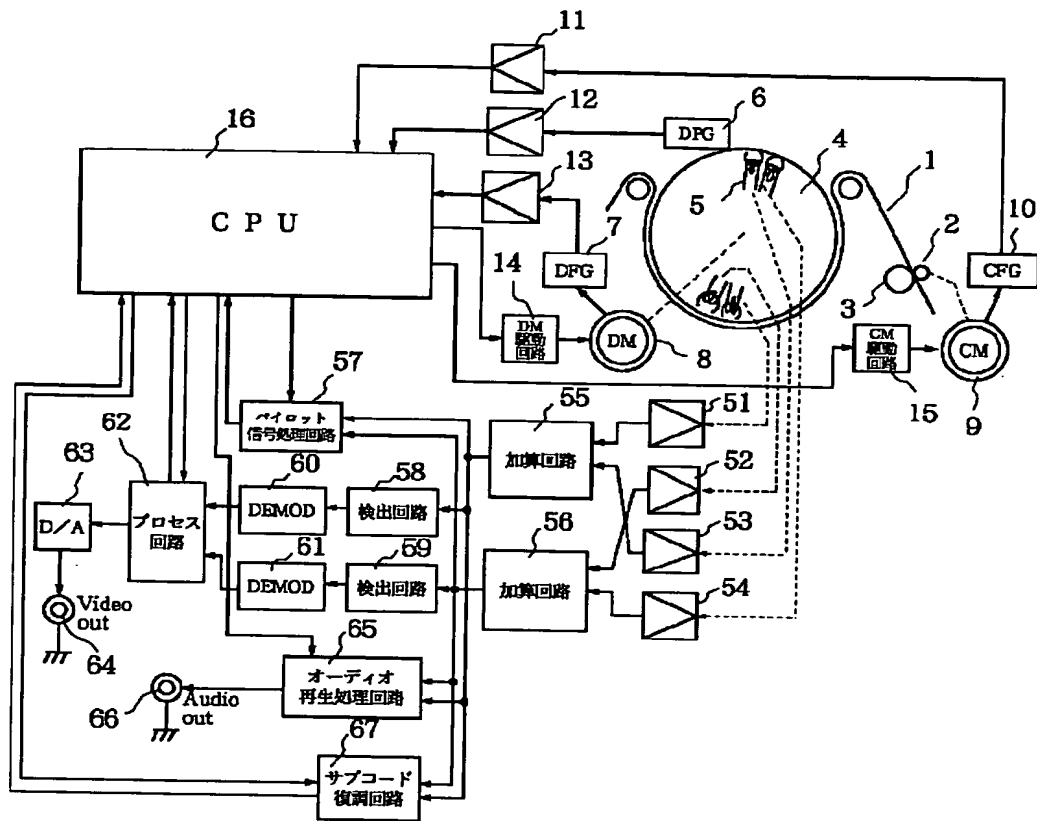 11
12
6
DPG
16
4
1
CPU
13
5
7
2
10
DFG
14
3
CFG
DM
駆動
回路
DM
8
CM
駆動
回路
15
CM
9
57
パイロット
信号処理回路
55
加算回路
51
62
60
58
52
63
D/A
プロセス
回路
DEMOD
検出回路
56
加算回路
53
61
59
DEMOD
検出回路
54
Video
out
64
65
オーディオ
再生処理回路
66
Audio
out
67
サブコード
復調回路